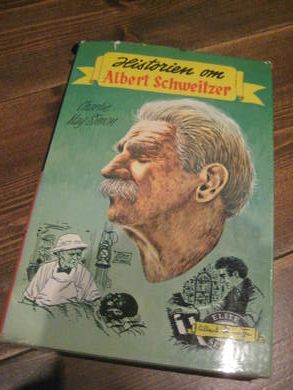 Historien om
Albert Schweitzer
Charlie
May Simon
ELITE